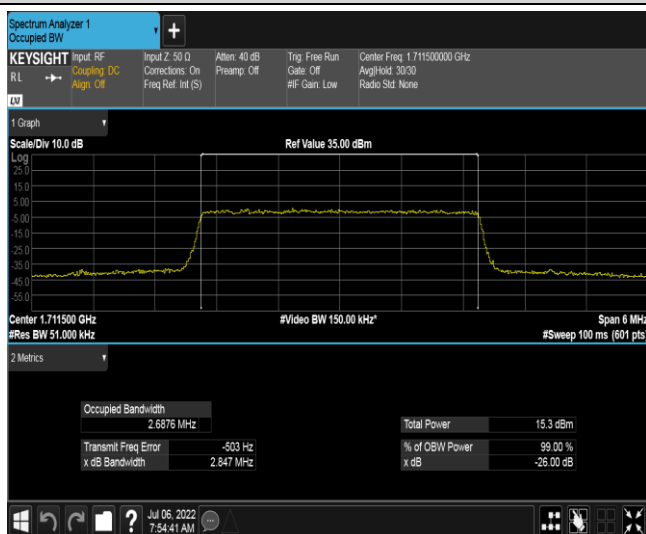 Spectrum Analyzer 1
Occupied BW
+
KEYSIGHT
RL
LXI
Input: RF
Coupling: DC
Align: Off
Input Z: 50 Ω
Corrections: On
Freq Ref: Int (S)
Atten: 40 dB
Preamp: Off
Trig: Free Run
Gate: Off
#IF Gain: Low
Center Freq: 1.711500000 GHz
Avg|Hold: 30/30
Radio Std: None
1 Graph
Scale/Div 10.0 dB
Ref Value 35.00 dBm
Log
25.0
15.0
5.00
-5.00
-15.0
-25.0
-35.0
-45.0
-55.0
Center 1.711500 GHz
#Video BW 150.00 kHz*
Span 6 MHz
#Res BW 51.000 kHz
#Sweep 100 ms (601 pts)
2 Metrics
Occupied Bandwidth
2.6876 MHz
Total Power 15.3 dBm
Transmit Freq Error -503 Hz
% of OBW Power 99.00 %
x dB Bandwidth 2.847 MHz
x dB -26.00 dB
?
Jul 06, 2022
7:54:41 AM